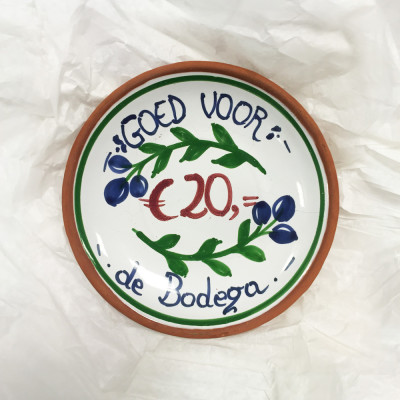 GOED VOOR
€20,=
de Bodega.